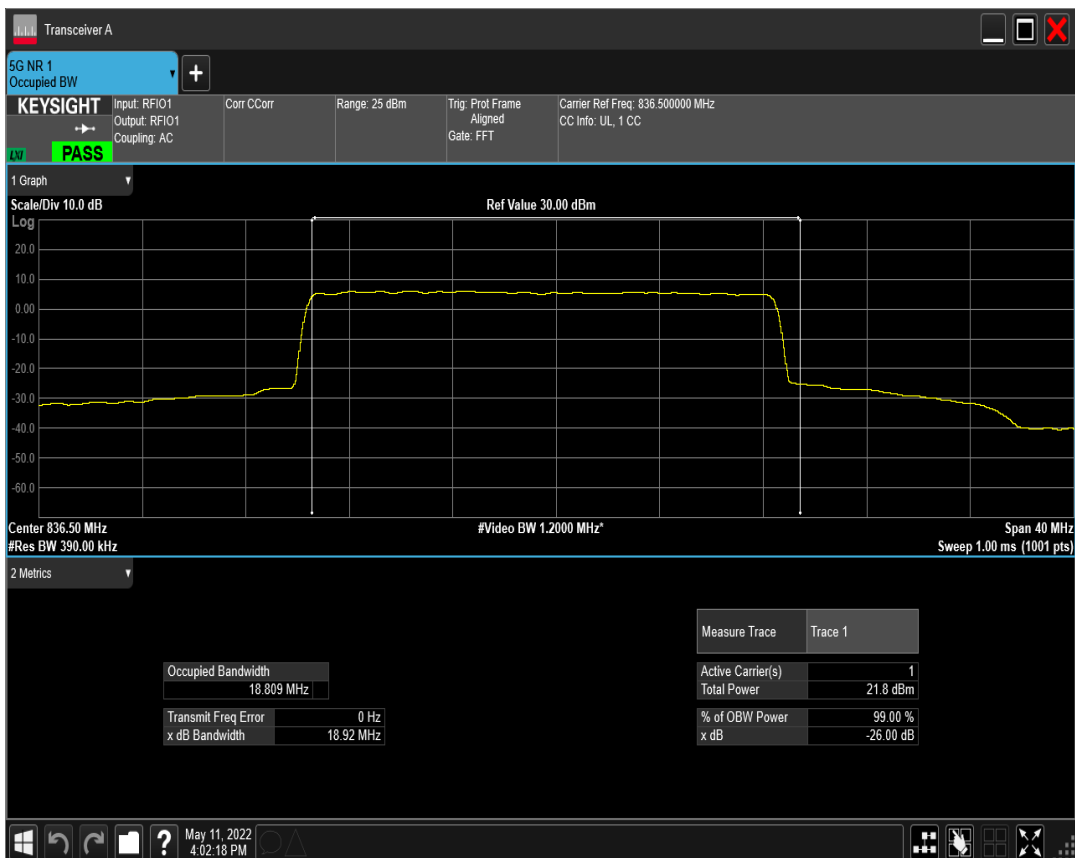 Transceiver A
5G NR 1
Occupied BW
+
KEYSIGHT
LXI
PASS
Input: RFIO1
Output: RFIO1
Coupling: AC
Corr CCorr
Range: 25 dBm
Trig: Prot Frame
Aligned
Gate: FFT
Carrier Ref Freq: 836.500000 MHz
CC Info: UL, 1 CC
1 Graph
Scale/Div 10.0 dB
Ref Value 30.00 dBm
Log
20.0
10.0
0.00
-10.0
-20.0
-30.0
-40.0
-50.0
-60.0
Center 836.50 MHz
#Video BW 1.2000 MHz*
Span 40 MHz
#Res BW 390.00 kHz
Sweep 1.00 ms (1001 pts)
2 Metrics
Measure Trace Trace 1
Occupied Bandwidth
18.809 MHz
Active Carrier(s) 1
Total Power 21.8 dBm
Transmit Freq Error 0 Hz
x dB Bandwidth 18.92 MHz
% of OBW Power 99.00 %
x dB -26.00 dB
?
May 11, 2022
4:02:18 PM